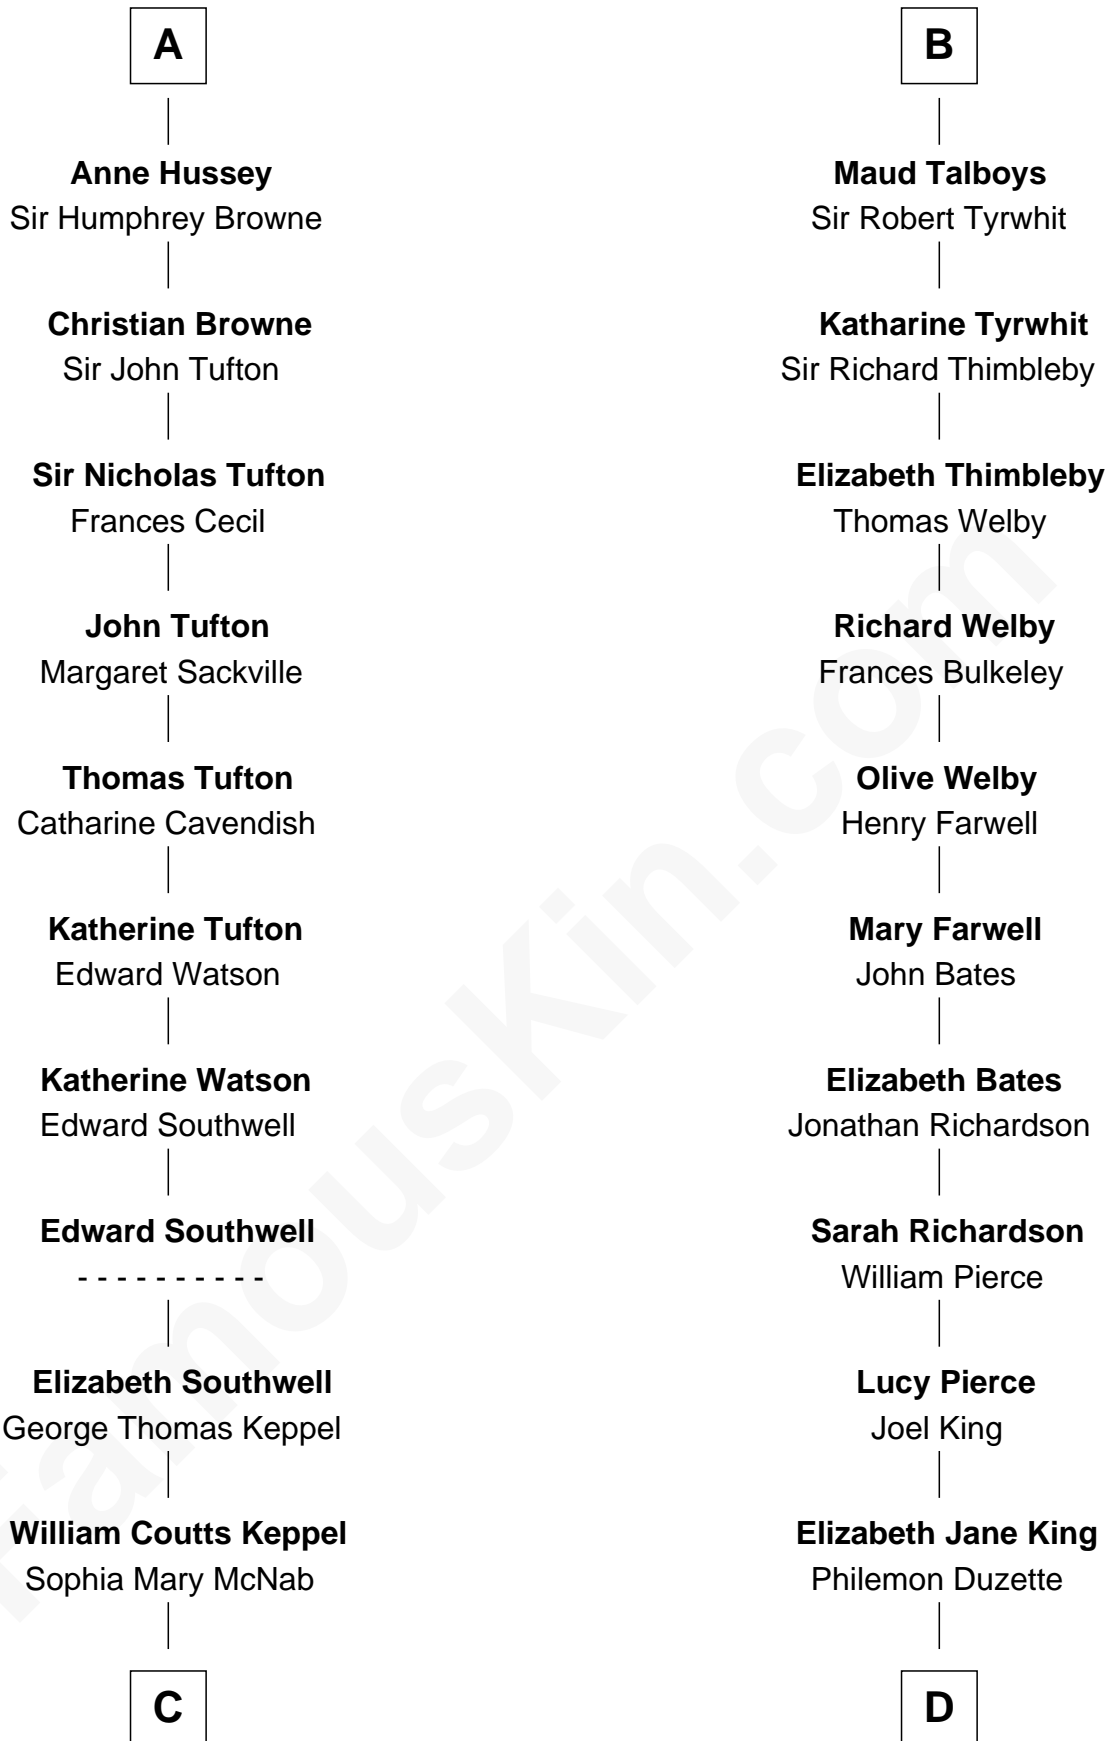 A
Anne Hussey
Sir Humphrey Browne
Christian Browne
Sir John Tufton
Sir Nicholas Tufton
Frances Cecil
John Tufton
Margaret Sackville
Thomas Tufton
Catharine Cavendish
Katherine Tufton
Edward Watson
Katherine Watson
Edward Southwell
Edward Southwell
- - - - - - - - - -
Elizabeth Southwell
George Thomas Keppel
William Coutts Keppel
Sophia Mary McNab
C
B
Maud Talboys
Sir Robert Tyrwhit
Katharine Tyrwhit
Sir Richard Thimbleby
Elizabeth Thimbleby
Thomas Welby
Richard Welby
Frances Bulkeley
Olive Welby
Henry Farwell
Mary Farwell
John Bates
Elizabeth Bates
Jonathan Richardson
Sarah Richardson
William Pierce
Lucy Pierce
Joel King
Elizabeth Jane King
Philemon Duzette
D
FamousKin.com